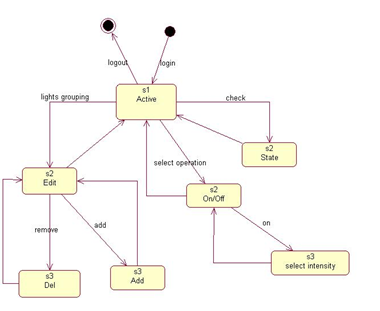 logout
login
s1
Active
lights grouping
check
s2
State
select operation
s2
Edit
s2
On/Off
remove
add
on
s3
Del
s3
Add
s3
select intensity